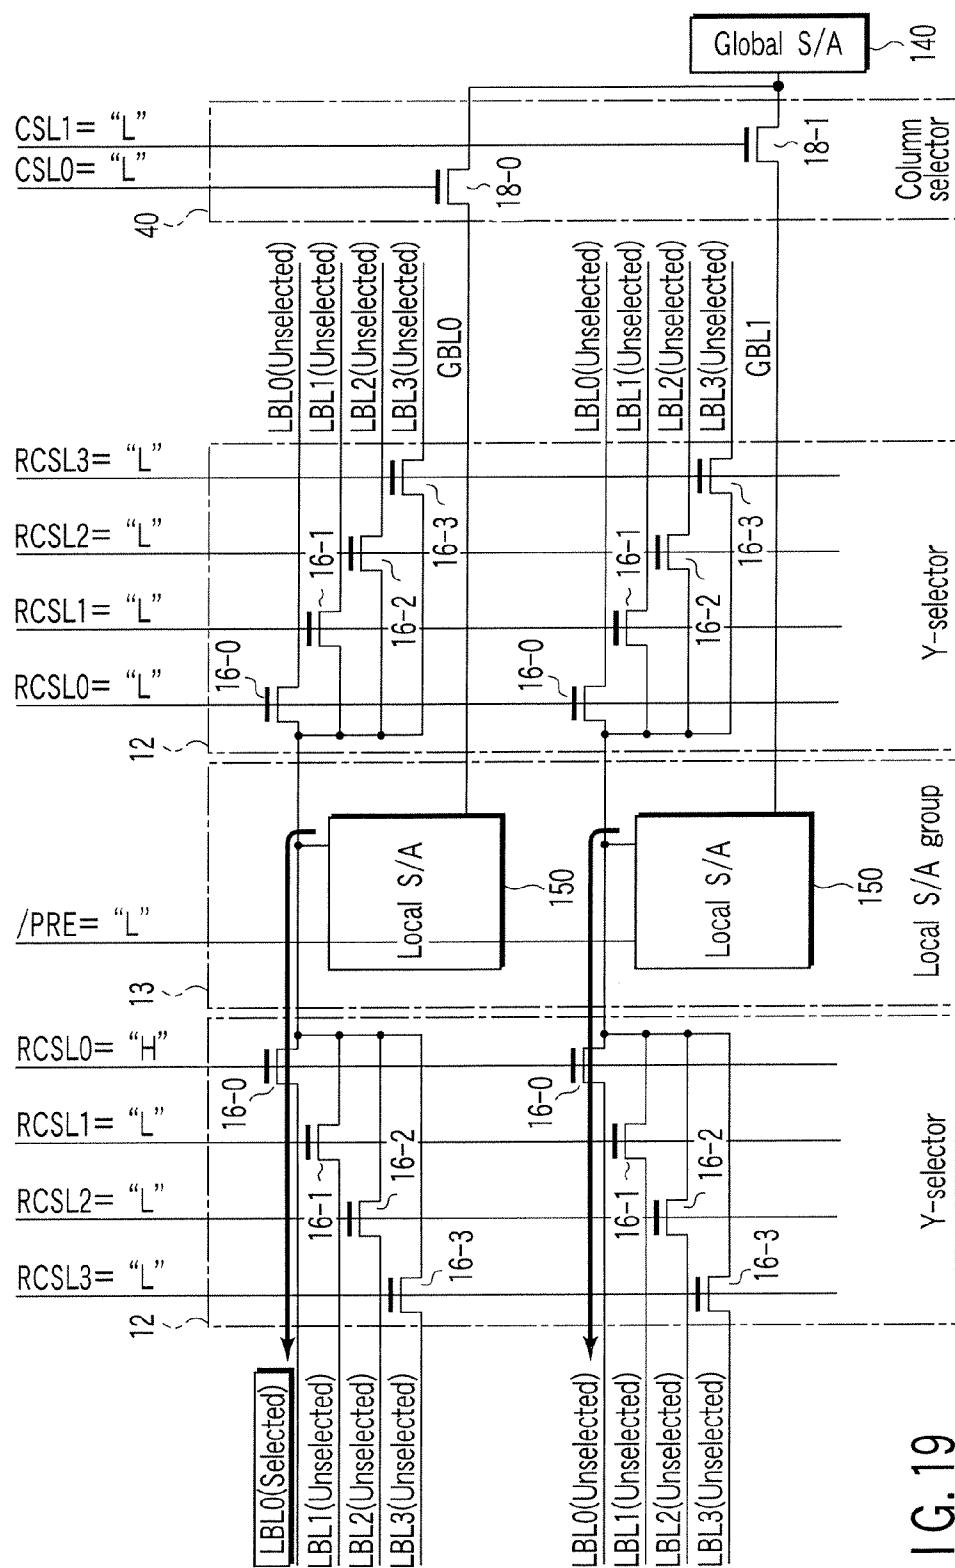 Global S/A
140
CSL1= “L”
CSL0= “L”
18-1
18-0
Column
selector
40
LBL0(Unselected)
LBL1(Unselected)
LBL2(Unselected)
LBL3(Unselected)
GBL0
LBL0(Unselected)
LBL1(Unselected)
LBL2(Unselected)
LBL3(Unselected)
GBL1
RCSL3= “L”
RCSL2= “L”
RCSL1= “L”
RCSL0= “L”
16-0
16-1
16-2
16-3
16-0
16-1
16-2
16-3
Y-selector
12
/PRE= “L”
Local S/A
150
Local S/A
150
Local S/A group
13
RCSL0= “H”
RCSL1= “L”
RCSL2= “L”
RCSL3= “L”
16-0
16-1
16-2
16-3
16-0
16-1
16-2
16-3
Y-selector
12
LBL0(Selected)
LBL1(Unselected)
LBL2(Unselected)
LBL3(Unselected)
LBL0(Unselected)
LBL1(Unselected)
LBL2(Unselected)
LBL3(Unselected)
IG. 19